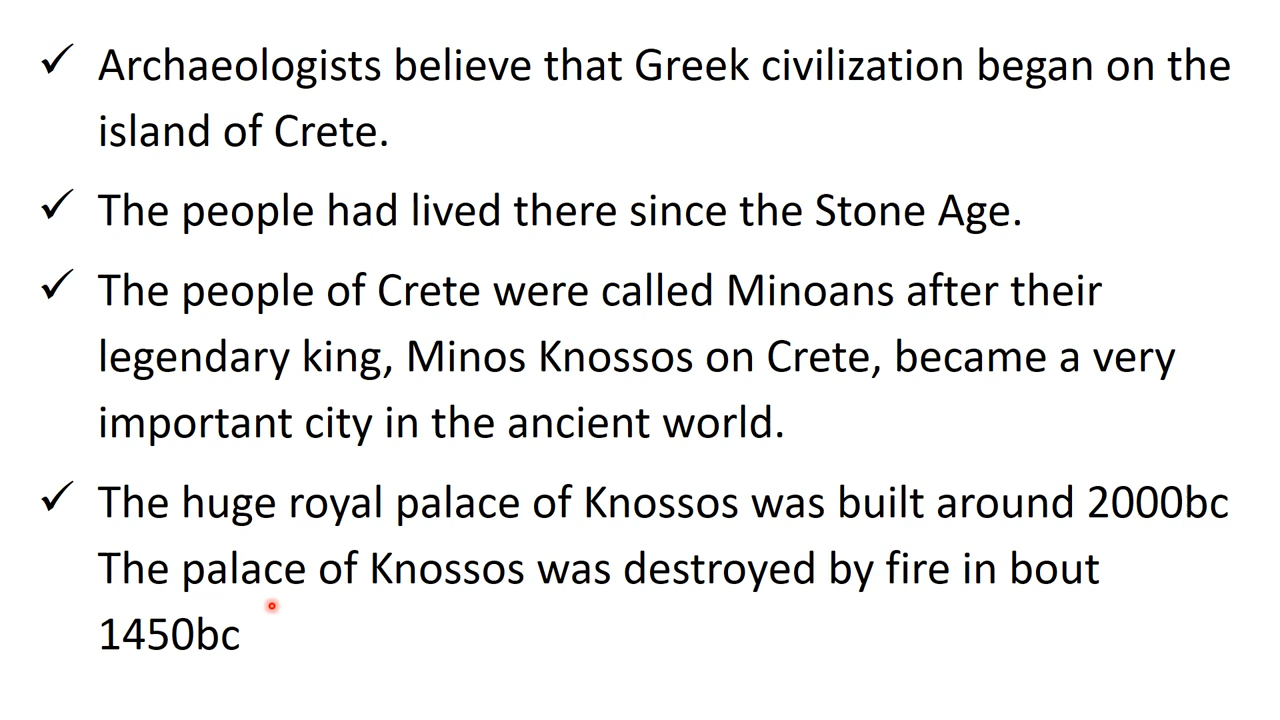 ✓ Archaeologists believe that Greek civilization began on the
island of Crete.
✓ The people had lived there since the Stone Age.
✓ The people of Crete were called Minoans after their
legendary king, Minos Knossos on Crete, became a very
important city in the ancient world.
✓ The huge royal palace of Knossos was built around 2000bc
The palace of Knossos was destroyed by fire in bout
1450bc